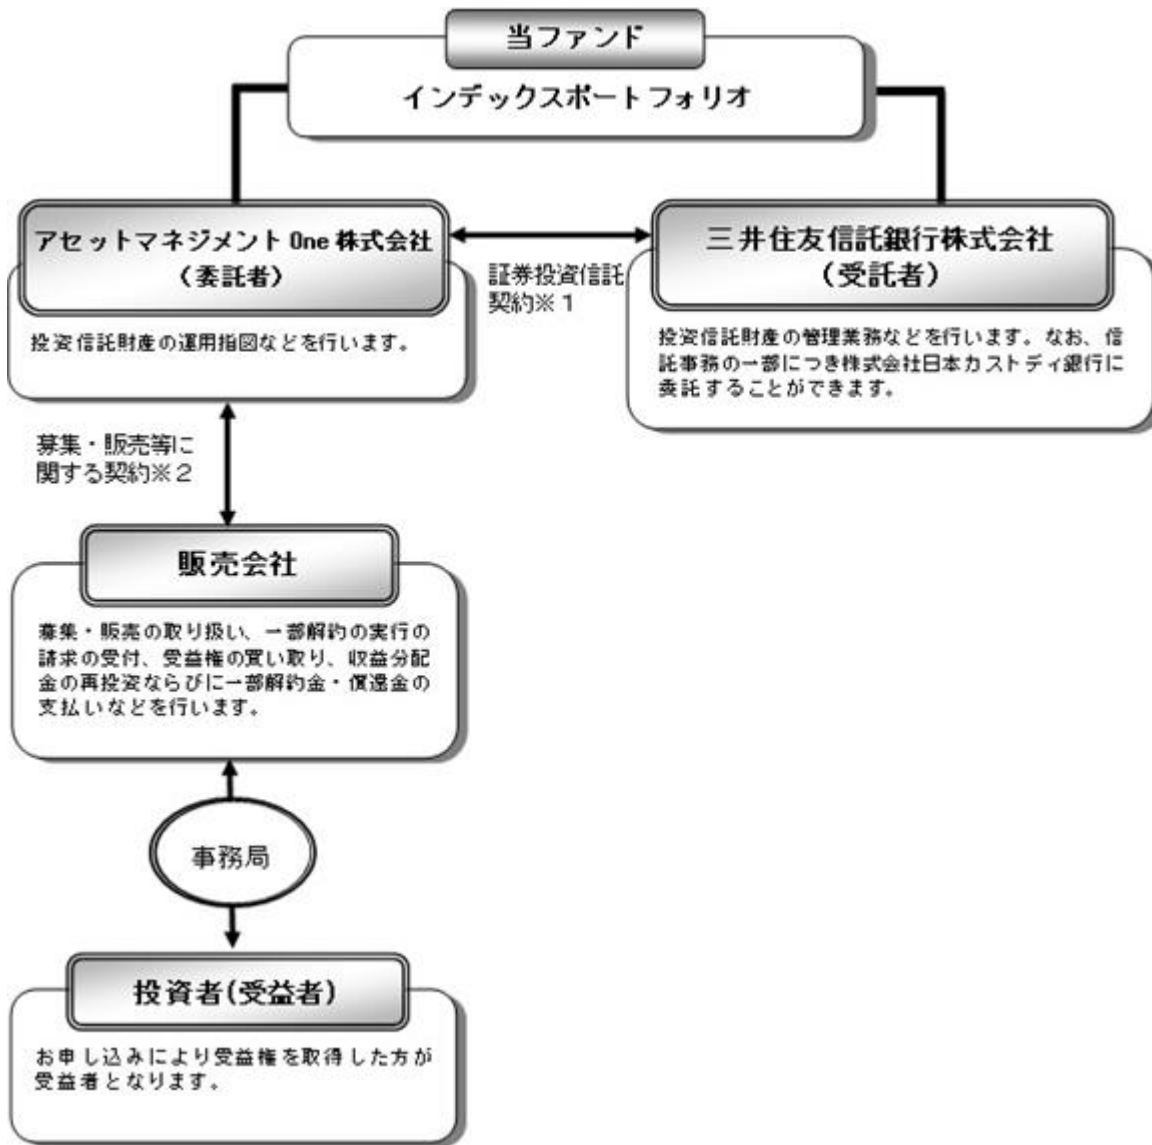 当ファンド
インデックスポートフォリオ
アセットマネジメント One 株式会社
（委託者）
投資信託財産の運用指図などを行います。
証券投資信託
契約※１
三井住友信託銀行株式会社
（受託者）
投資信託財産の管理業務などを行います。なお、信
託事務の一部につき株式会社日本カストディ銀行に
委託することができます。
募集・販売等に
関する契約※２
販売会社
募集・販売の取り扱い、一部解約の実行の
請求の受付、受益権の買い取り、収益分配
金の再投資ならびに一部解約金・償還金の
支払いなどを行います。
事務局
投資者(受益者)
お申し込みにより受益権を取得した方が
受益者となります。